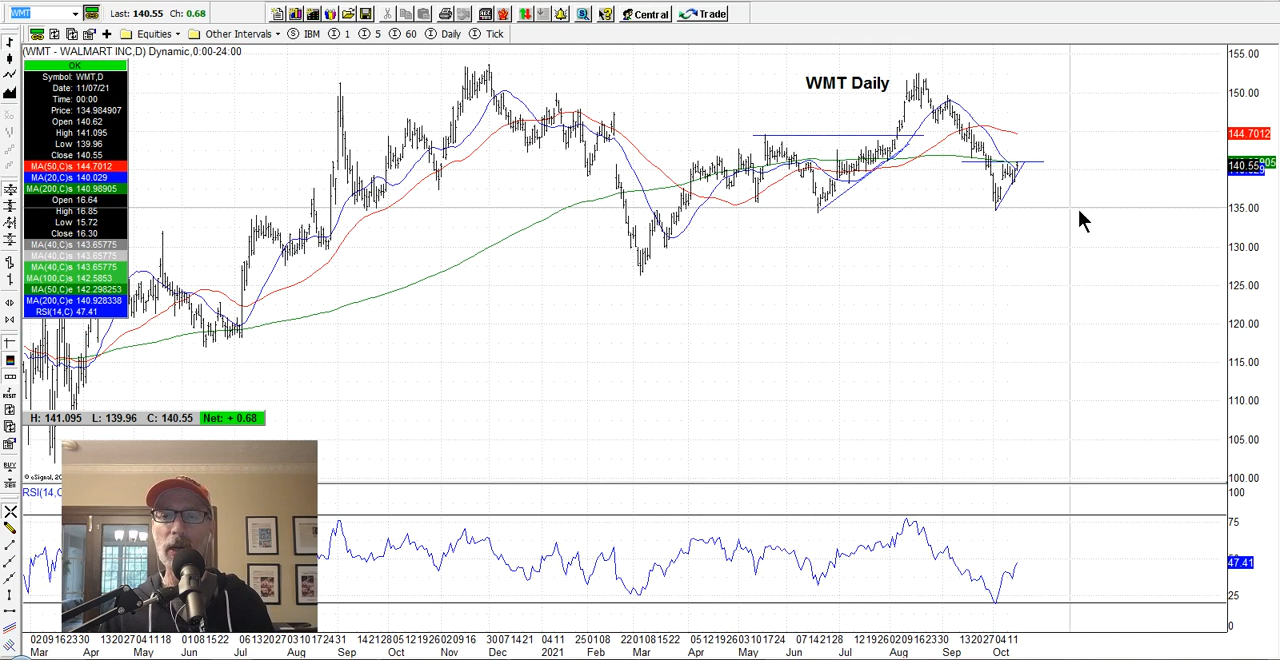 WMT Last: 140.55 Ch: 0.68 Central Trade
Equities Other Intervals IBM 1 5 60 Daily Tick
(WMT - WALMART INC,D) Dynamic,0:00-24:00
OK
Symbol: WMT,D
Date: 11/07/21
Time: 00:00
Price: 134.984907
Open 140.62
High 141.095
Low 139.96
Close 140.55
MA(50,C)s 144.7012
MA(20,C)s 140.029
MA(200,C)s 140.98905
Open 16.64
High 16.85
Low 15.72
Close 16.30
MA(40,C)s 143.65775
MA(40,C)s 143.65775
MA(40,C)s 143.65775
MA(100,C)s 142.5853
MA(50,C)e 142.298253
MA(200,C)e 140.928338
RSI(14,C) 47.41
WMT Daily
155.00
150.00
144.7012
140.55
135.00
130.00
125.00
120.00
115.00
110.00
105.00
100.00
H: 141.095 L: 139.96 C: 140.55 Net: + 0.68
RESET
BUY
© eSignal, 20
RSI(14,C
100
75
47.41
25
0
Mar Apr May Jun Jul Aug Sep Oct Nov Dec 2021 Feb Mar Apr May Jun Jul Aug Sep Oct